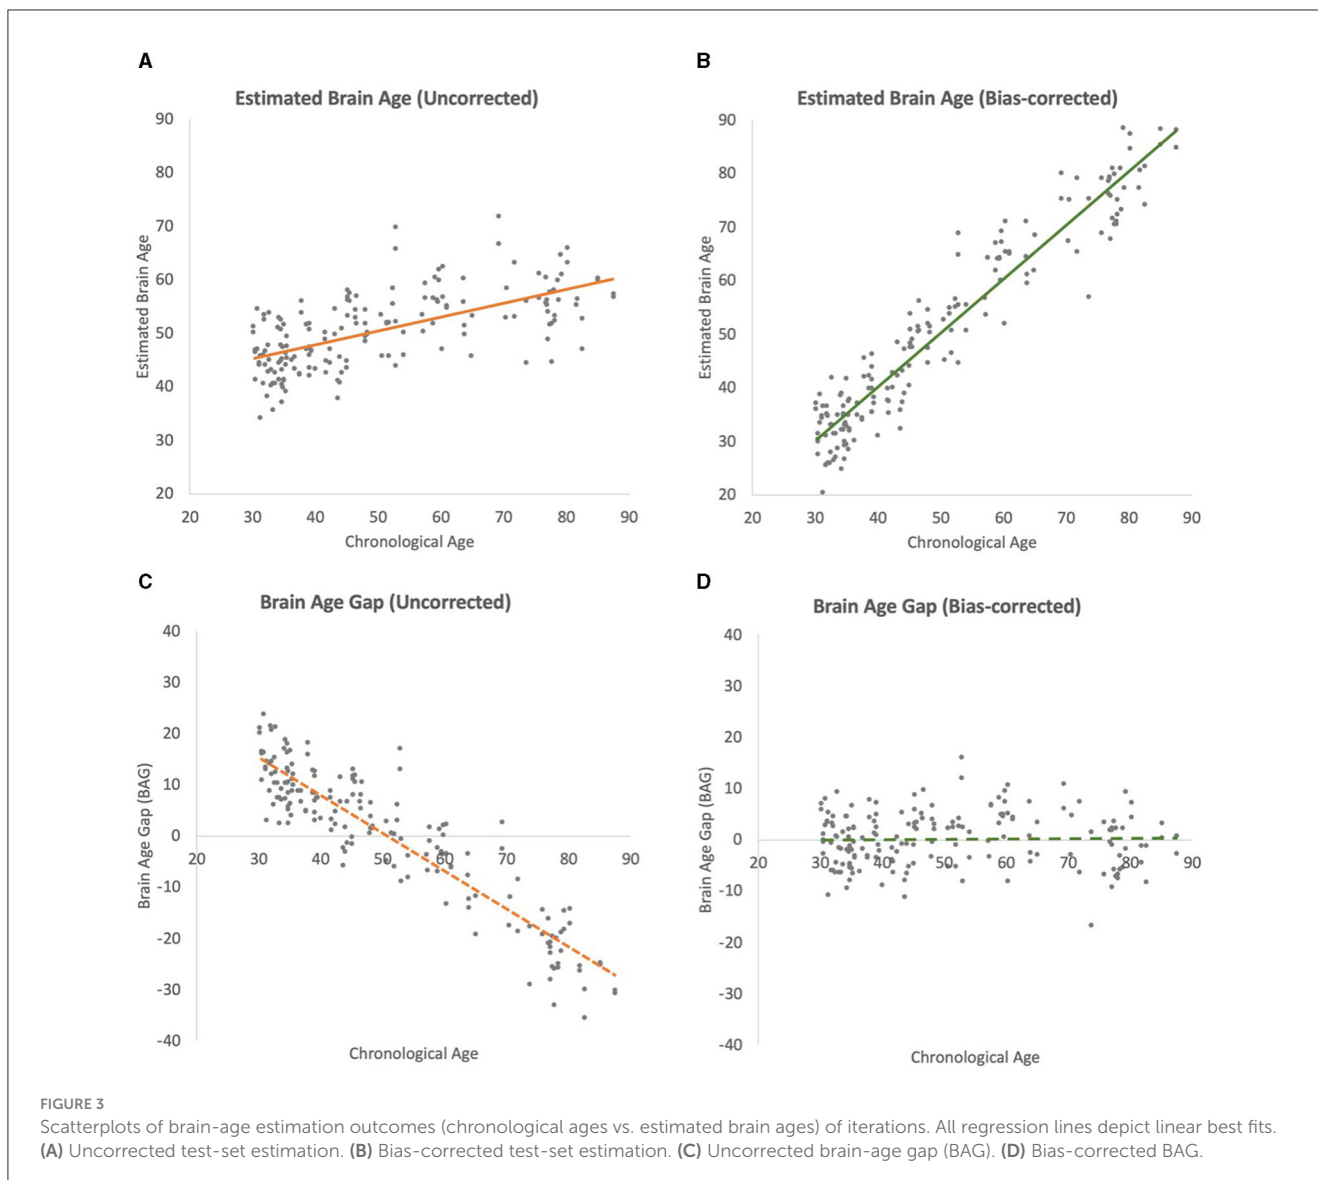 A
Estimated Brain Age (Uncorrected)
90
80
70
60
50
40
30
20
Estimated Brain Age
20 30 40 50 60 70 80 90
Chronological Age
B
Estimated Brain Age (Bias-corrected)
90
80
70
60
50
40
30
20
Estimated Brain Age
20 30 40 50 60 70 80 90
Chronological Age
C
Brain Age Gap (Uncorrected)
40
30
20
10
0
-10
-20
-30
-40
Brain Age Gap (BAG)
20 30 40 50 60 70 80 90
Chronological Age
D
Brain Age Gap (Bias-corrected)
40
30
20
10
0
-10
-20
-30
-40
Brain Age Gap (BAG)
20 30 40 50 60 70 80 90
Chronological Age
FIGURE 3
Scatterplots of brain-age estimation outcomes (chronological ages vs. estimated brain ages) of iterations. All regression lines depict linear best fits.
(A) Uncorrected test-set estimation. (B) Bias-corrected test-set estimation. (C) Uncorrected brain-age gap (BAG). (D) Bias-corrected BAG.